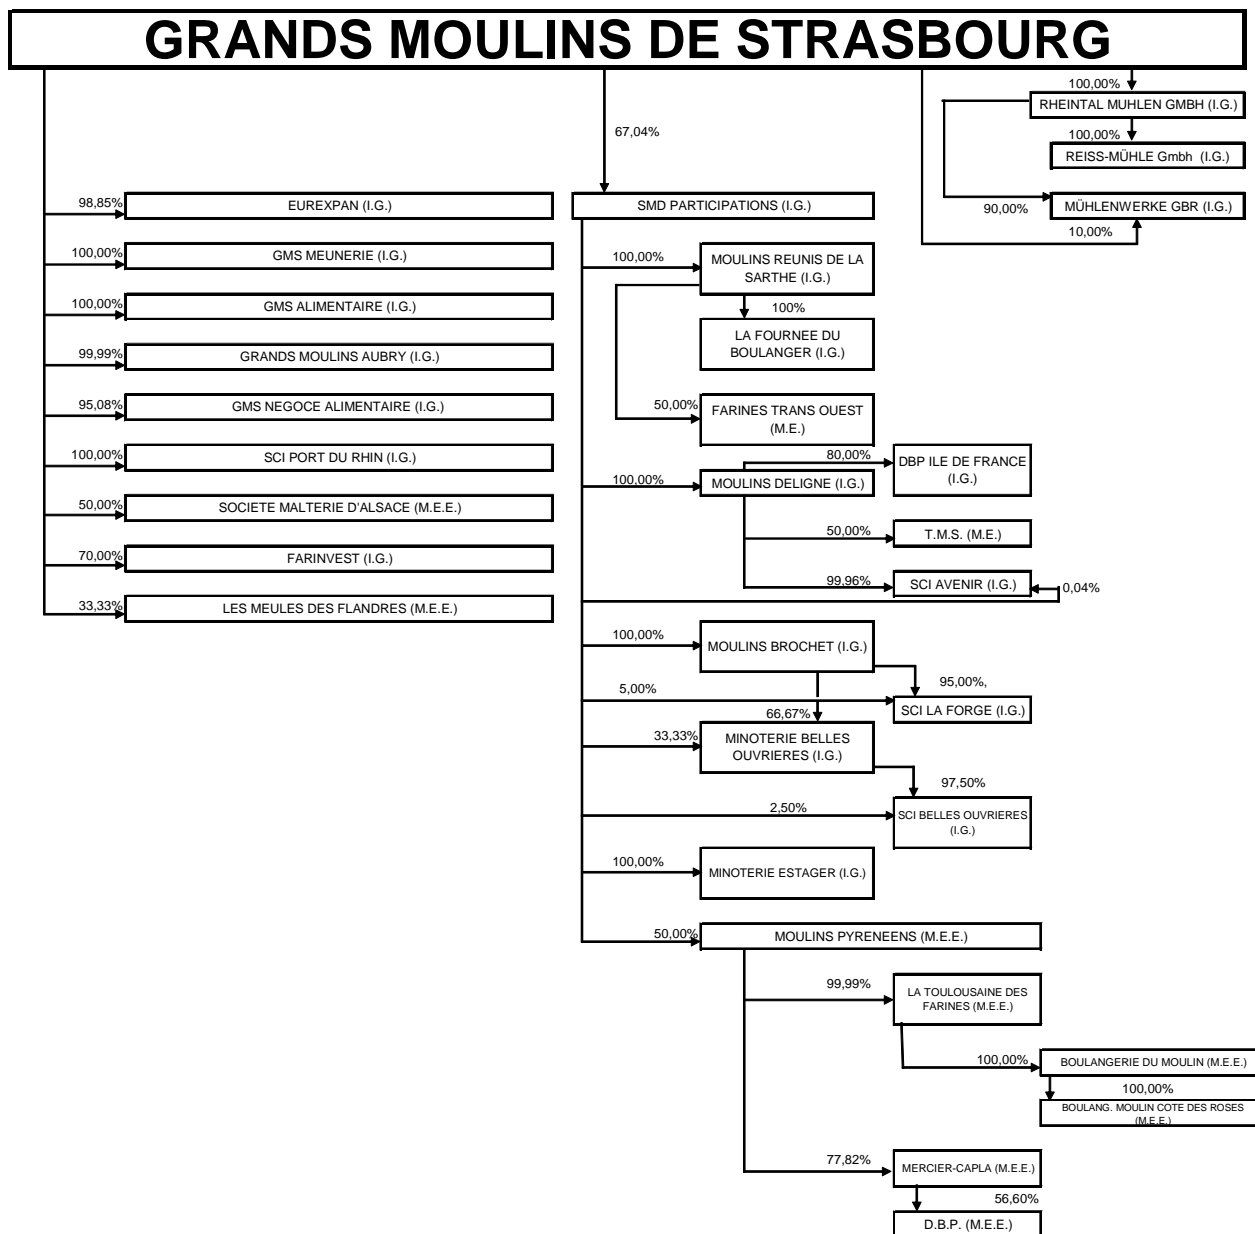 GRANDS MOULINS DE STRASBOURG
100,00%
RHEINTAL MUHLEN GMBH (I.G.)
100,00%
REISS-MÜHLE Gmbh (I.G.)
90,00%
MÜHLENWERKE GBR (I.G.)
10,00%
67,04%
SMD PARTICIPATIONS (I.G.)
98,85%
EUREXPAN (I.G.)
100,00%
GMS MEUNERIE (I.G.)
100,00%
GMS ALIMENTAIRE (I.G.)
99,99%
GRANDS MOULINS AUBRY (I.G.)
95,08%
GMS NEGOCE ALIMENTAIRE (I.G.)
100,00%
SCI PORT DU RHIN (I.G.)
50,00%
SOCIETE MALTERIE D'ALSACE (M.E.E.)
70,00%
FARINVEST (I.G.)
33,33%
LES MEULES DES FLANDRES (M.E.E.)
100,00%
MOULINS REUNIS DE LA
SARTHE (I.G.)
100%
LA FOURNEE DU
BOULANGER (I.G.)
50,00%
FARINES TRANS OUEST
(M.E.)
100,00%
MOULINS DELIGNE (I.G.)
80,00%
DBP ILE DE FRANCE
(I.G.)
50,00%
T.M.S. (M.E.)
99,96%
SCI AVENIR (I.G.)
0,04%
100,00%
MOULINS BROCHET (I.G.)
95,00%,
5,00%
SCI LA FORGE (I.G.)
66,67%
33,33%
MINOTERIE BELLES
OUVRIERES (I.G.)
97,50%
2,50%
SCI BELLES OUVRIERES
(I.G.)
100,00%
MINOTERIE ESTAGER (I.G.)
50,00%
MOULINS PYRENEENS (M.E.E.)
99,99%
LA TOULOUSAINE DES
FARINES (M.E.E.)
100,00%
BOULANGERIE DU MOULIN (M.E.E.)
100,00%
BOULANG. MOULIN COTE DES ROSES
(M.E.E.)
77,82%
MERCIER-CAPLA (M.E.E.)
56,60%
D.B.P. (M.E.E.)